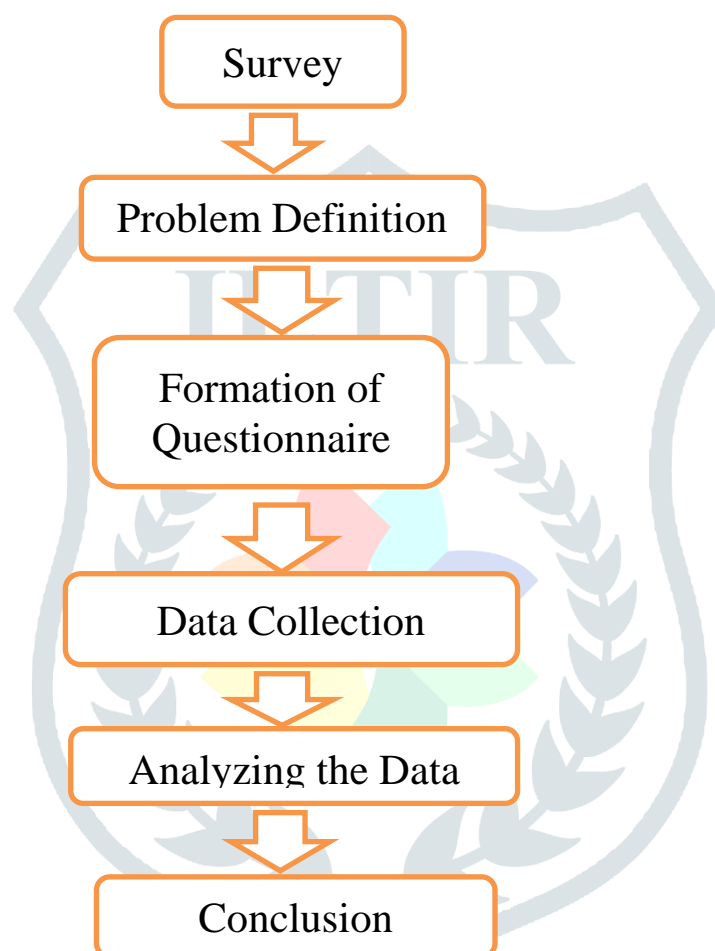 Survey
Problem Definition
Formation of
Questionnaire
Data Collection
Analyzing the Data
Conclusion